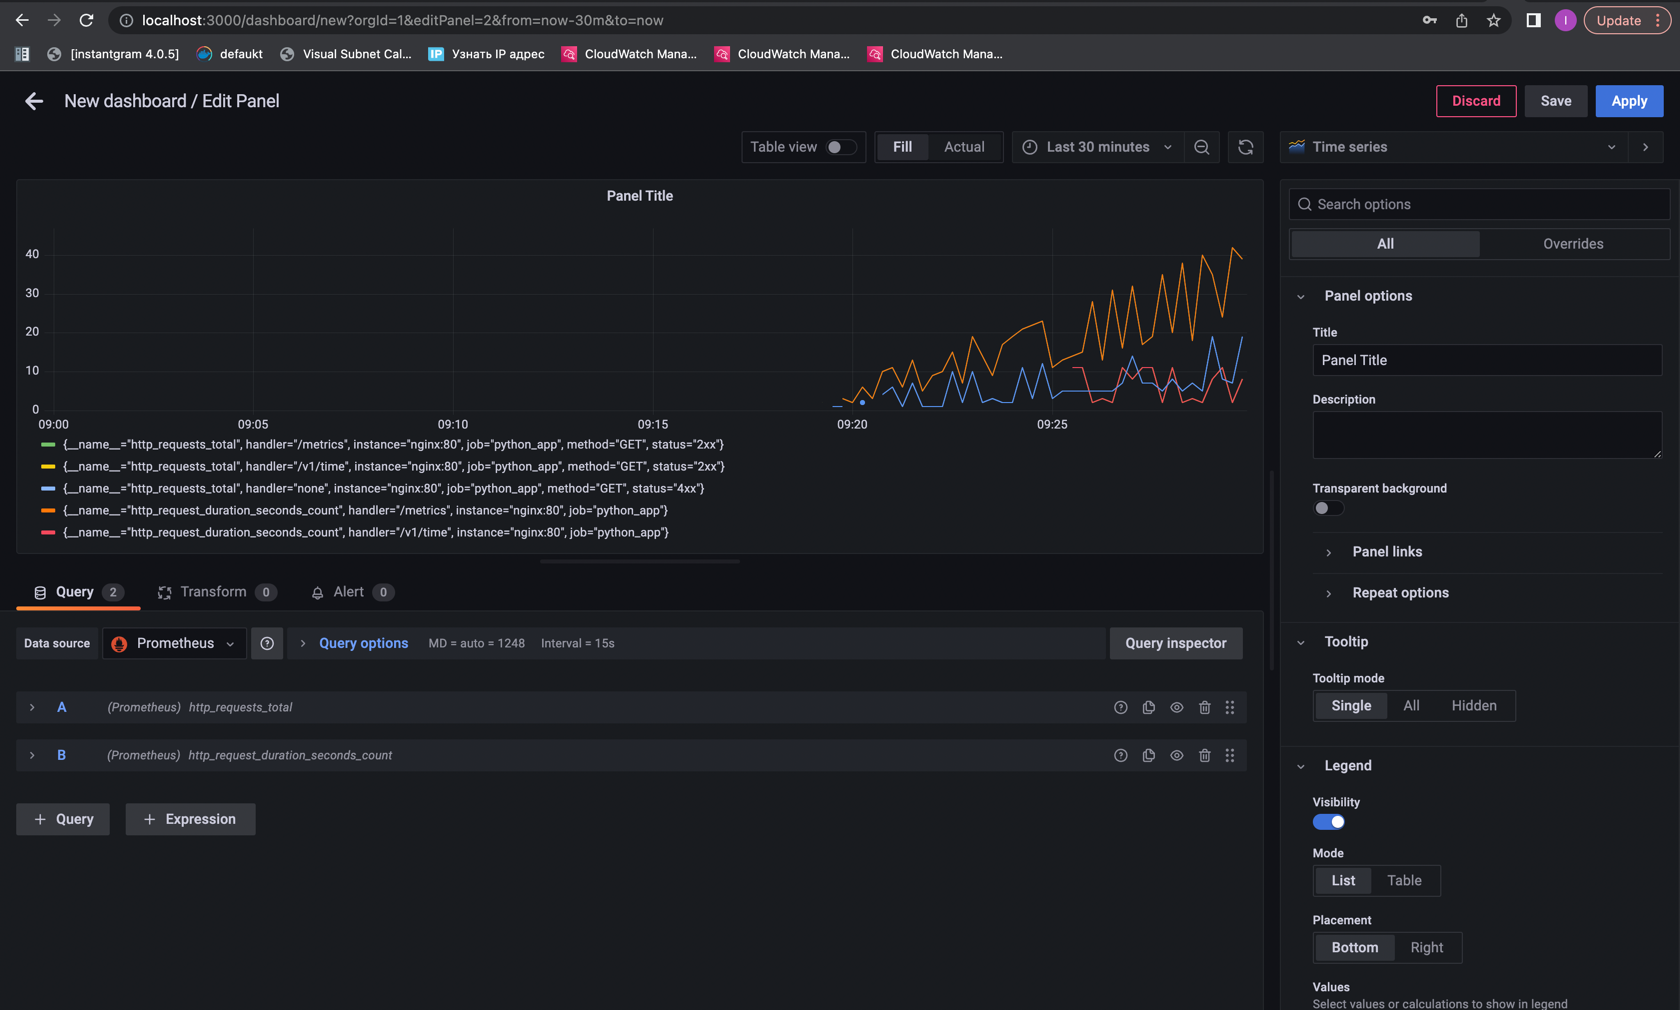 localhost:3000/dashboard/new?orgId=1&editPanel=2&from=now-30m&to=now
I
Update
[instantgram 4.0.5]
defaukt
Visual Subnet Cal...
IP
Узнать IP адрес
CloudWatch Mana...
CloudWatch Mana...
CloudWatch Mana...
New dashboard / Edit Panel
Discard
Save
Apply
Table view
Fill
Actual
Last 30 minutes
Time series
Panel Title
40
30
20
10
0
09:00
09:05
09:10
09:15
09:20
09:25
{__name__="http_requests_total", handler="/metrics", instance="nginx:80", job="python_app", method="GET", status="2xx"}
{__name__="http_requests_total", handler="/v1/time", instance="nginx:80", job="python_app", method="GET", status="2xx"}
{__name__="http_requests_total", handler="none", instance="nginx:80", job="python_app", method="GET", status="4xx"}
{__name__="http_request_duration_seconds_count", handler="/metrics", instance="nginx:80", job="python_app"}
{__name__="http_request_duration_seconds_count", handler="/v1/time", instance="nginx:80", job="python_app"}
Query 2
Transform 0
Alert 0
Data source
Prometheus
Query options
MD = auto = 1248
Interval = 15s
Query inspector
A
(Prometheus) http_requests_total
B
(Prometheus) http_request_duration_seconds_count
+ Query
+ Expression
Search options
All
Overrides
Panel options
Title
Panel Title
Description
Transparent background
Panel links
Repeat options
Tooltip
Tooltip mode
Single
All
Hidden
Legend
Visibility
Mode
List
Table
Placement
Bottom
Right
Values
Select values or calculations to show in legend